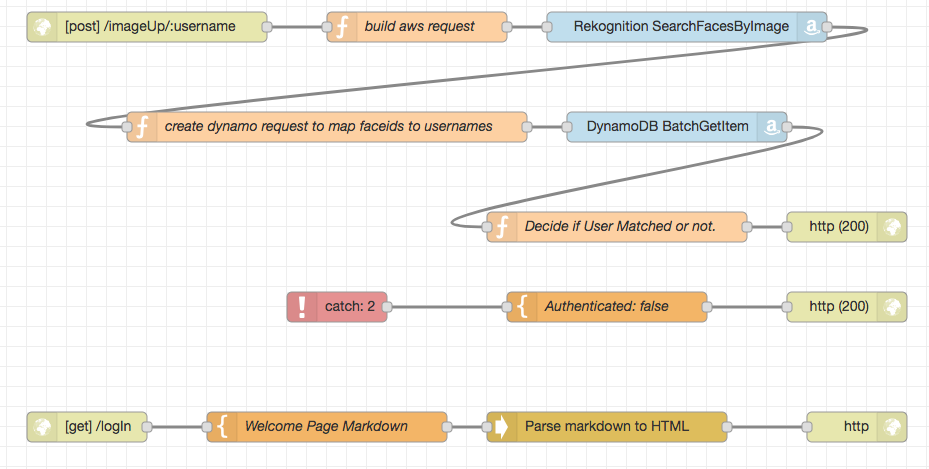 [post] /imageUp/:username
build aws request
Rekognition SearchFacesByImage
create dynamo request to map faceids to usernames
DynamoDB BatchGetItem
Decide if User Matched or not.
http (200)
catch: 2
Authenticated: false
http (200)
[get] /logIn
Welcome Page Markdown
Parse markdown to HTML
http